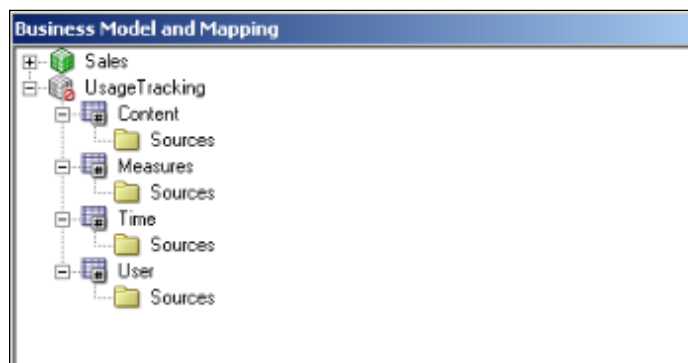 Business Model and Mapping
Sales
UsageTracking
Content
Sources
Measures
Sources
Time
Sources
User
Sources